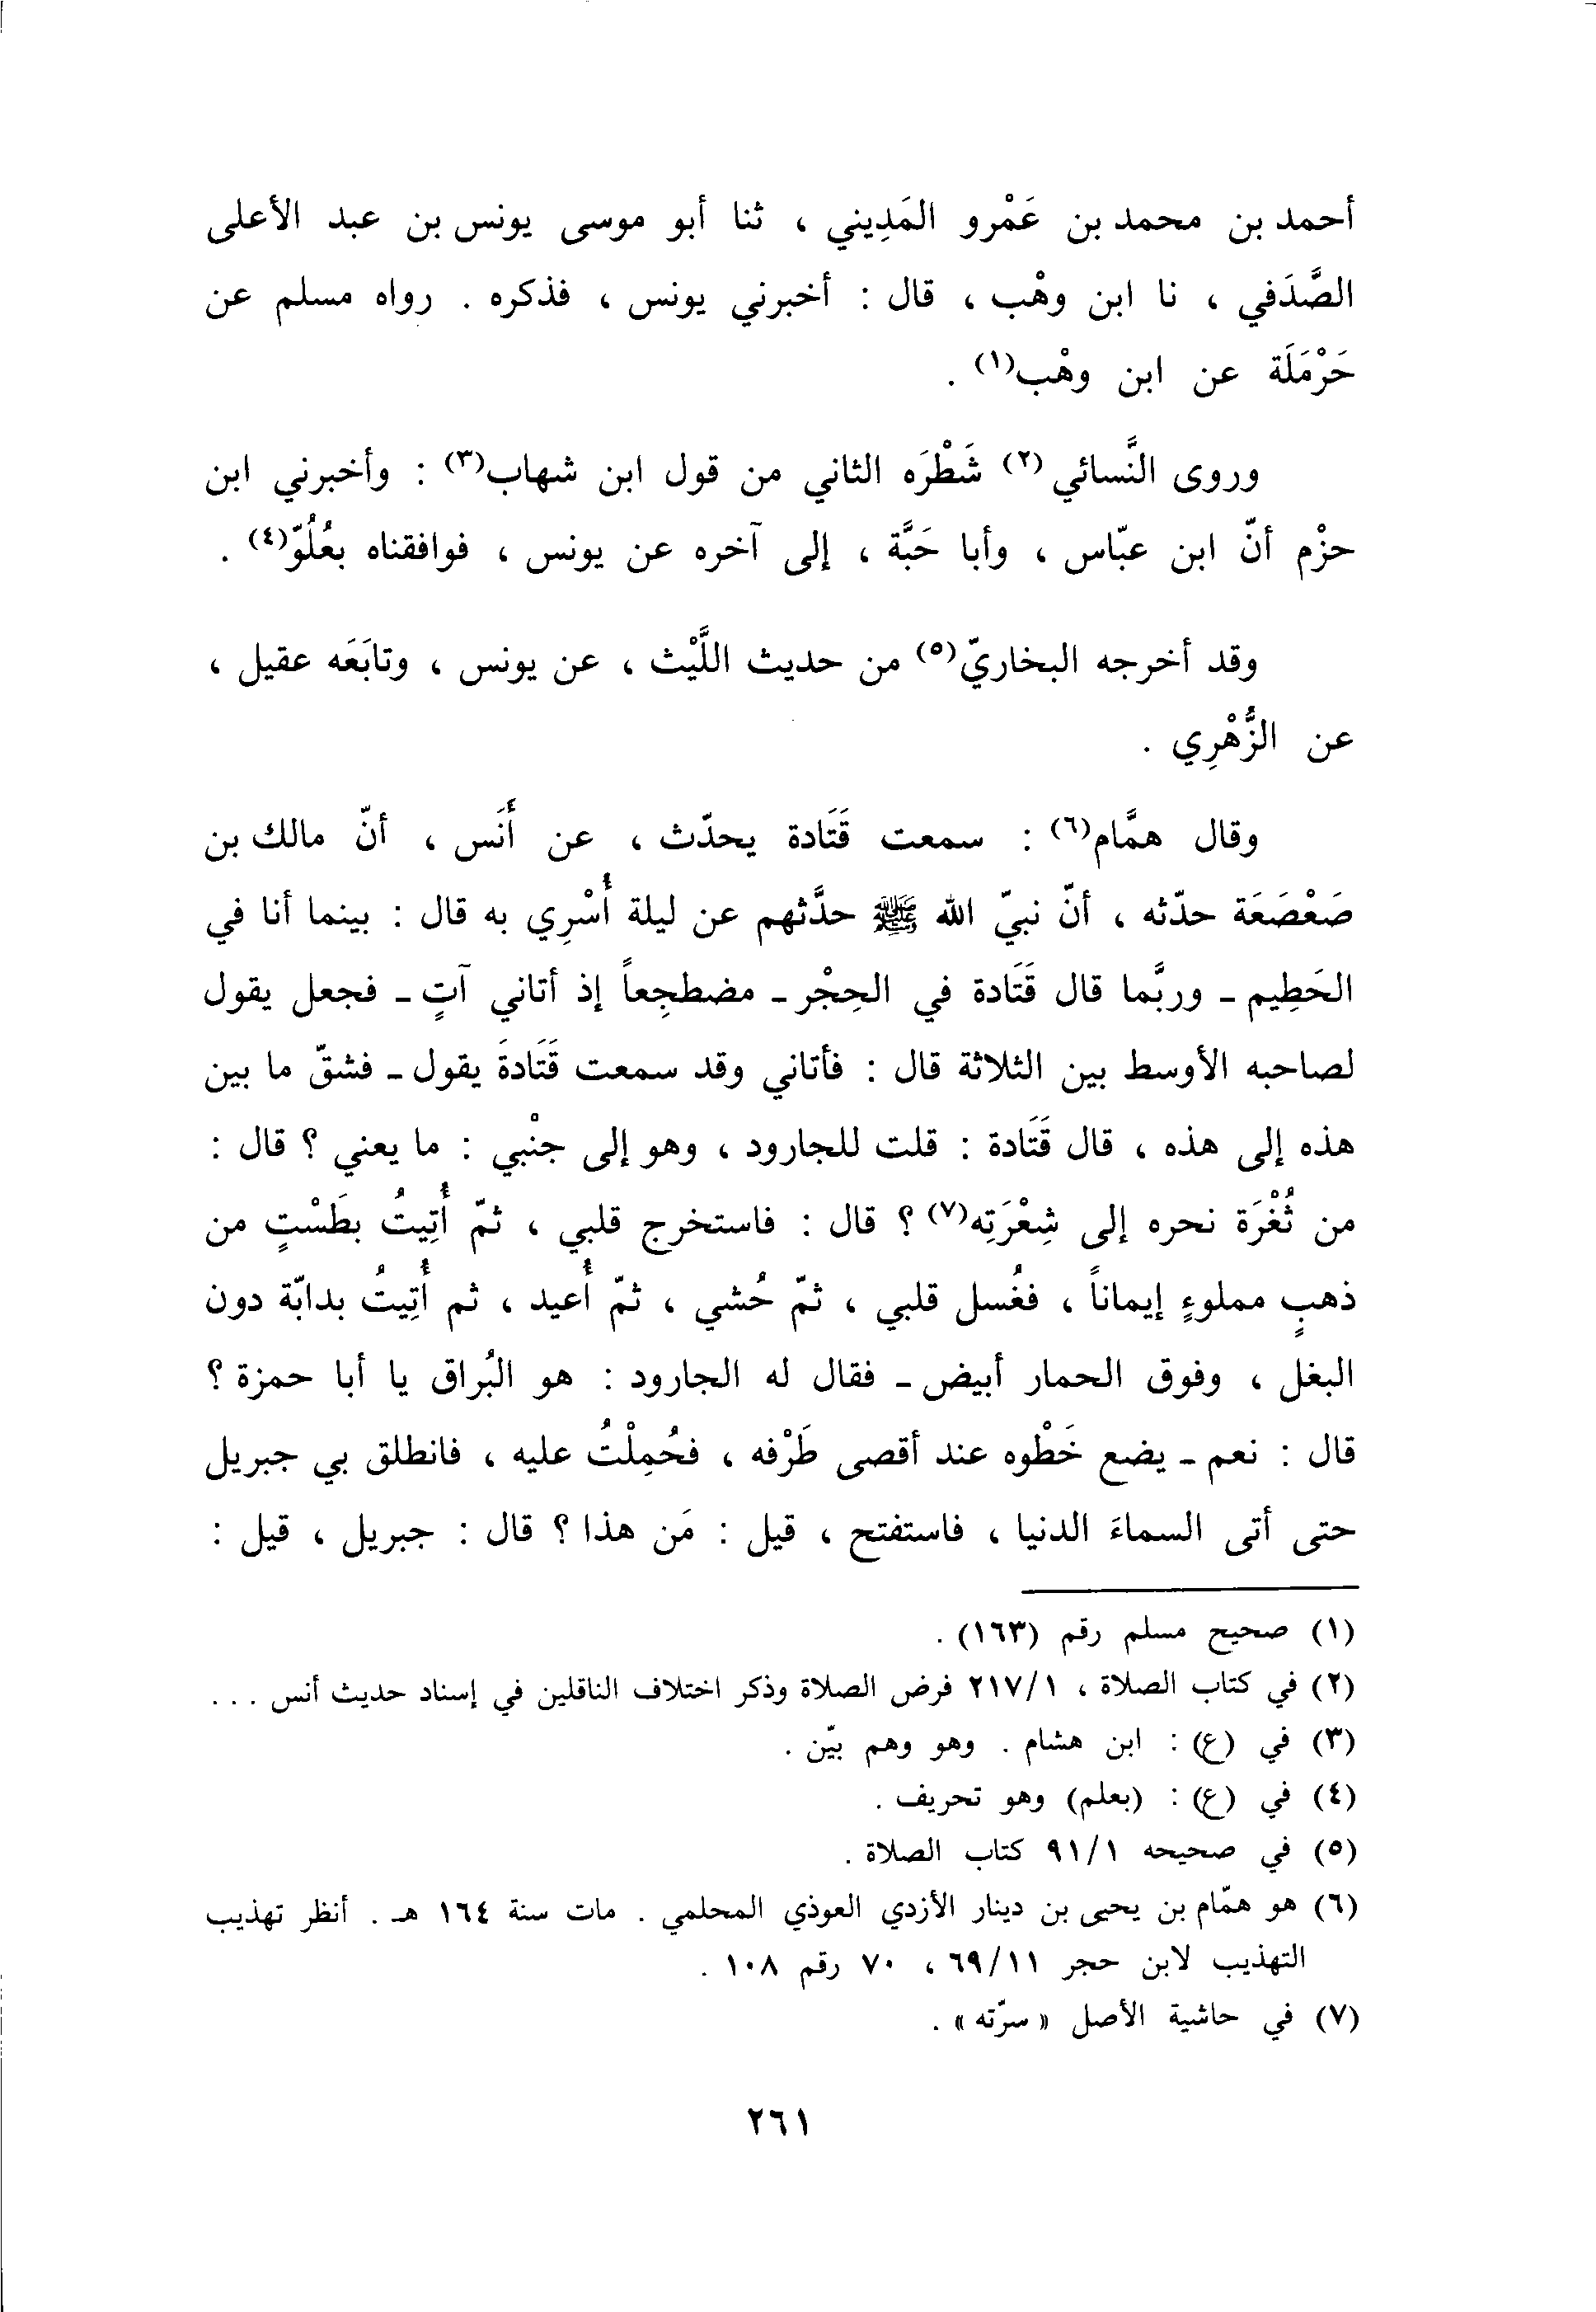 أحمد بن محمد بن عَمْرو المَدِيني ، ثنا أبو موسى يونس بن عبد الأعلى
الصَّدَفي ، نا ابن وهْب ، قال : أخبرني يونس ، فذكره . رواه مسلم عن
حَرْمَلَة عن ابن وهْب(١) .
وروى النَّسائي (٢) شَطْرَه الثاني من قول ابن شهاب(٣) : وأخبرني ابن
حزْم أنّ ابن عبّاس ، وأبا حَبَّة ، إلى آخره عن يونس ، فوافقناه بعُلُوّ(٤) .
وقد أخرجه البخاريّ(٥) من حديث اللَّيْث ، عن يونس ، وتابَعَه عقيل ،
عن الزُّهْرِي .
وقال همَّام(٦) : سمعت قَتَادة يحدّث ، عن أَنَس ، أنّ مالك بن
صَعْصَعَة حدّثه ، أنّ نبيّ الله ﷺ حدَّثهم عن ليلة أُسْرِي به قال : بينما أنا في
الحَطِيم - وربَّما قال قَتَادة في الحِجْر - مضطجِعاً إذ أتاني آتٍ - فجعل يقول
لصاحبه الأوسط بين الثلاثة قال : فأتاني وقد سمعت قَتَادةَ يقول - فشقّ ما بين
هذه إلى هذه ، قال قَتَادة : قلت للجارود ، وهو إلى جنْبي : ما يعني ؟ قال :
من ثُغْرَة نحره إلى شِعْرَتِه(٧) ؟ قال : فاستخرج قلبي ، ثمّ أُتِيتُ بطَسْتٍ من
ذهبٍ مملوءٍ إيماناً ، فغُسل قلبي ، ثمّ حُشي ، ثمّ أُعيد ، ثم أُتِيتُ بدابّة دون
البغل ، وفوق الحمار أبيض - فقال له الجارود : هو البُراق يا أبا حمزة ؟
قال : نعم - يضع خَطْوه عند أقصى طَرْفه ، فحُمِلْتُ عليه ، فانطلق بي جبريل
حتى أتى السماءَ الدنيا ، فاستفتح ، قيل : مَن هذا ؟ قال : جبريل ، قيل :
(١) صحيح مسلم رقم (١٦٣) .
(٢) في كتاب الصلاة ، ٢١٧/١ فرض الصلاة وذكر اختلاف الناقلين في إسناد حديث أنس . . .
(٣) في (ع) : ابن هشام . وهو وهم بيّن .
(٤) في (ع) : (بعلم) وهو تحريف .
(٥) في صحيحه ٩١/١ كتاب الصلاة .
(٦) هو همّام بن يحيى بن دينار الأزدي العوذي المحلمي . مات سنة ١٦٤ هـ . أنظر تهذيب
التهذيب لابن حجر ٦٩/١١ ، ٧٠ رقم ١٠٨ .
(٧) في حاشية الأصل « سرّته » .
٢٦١